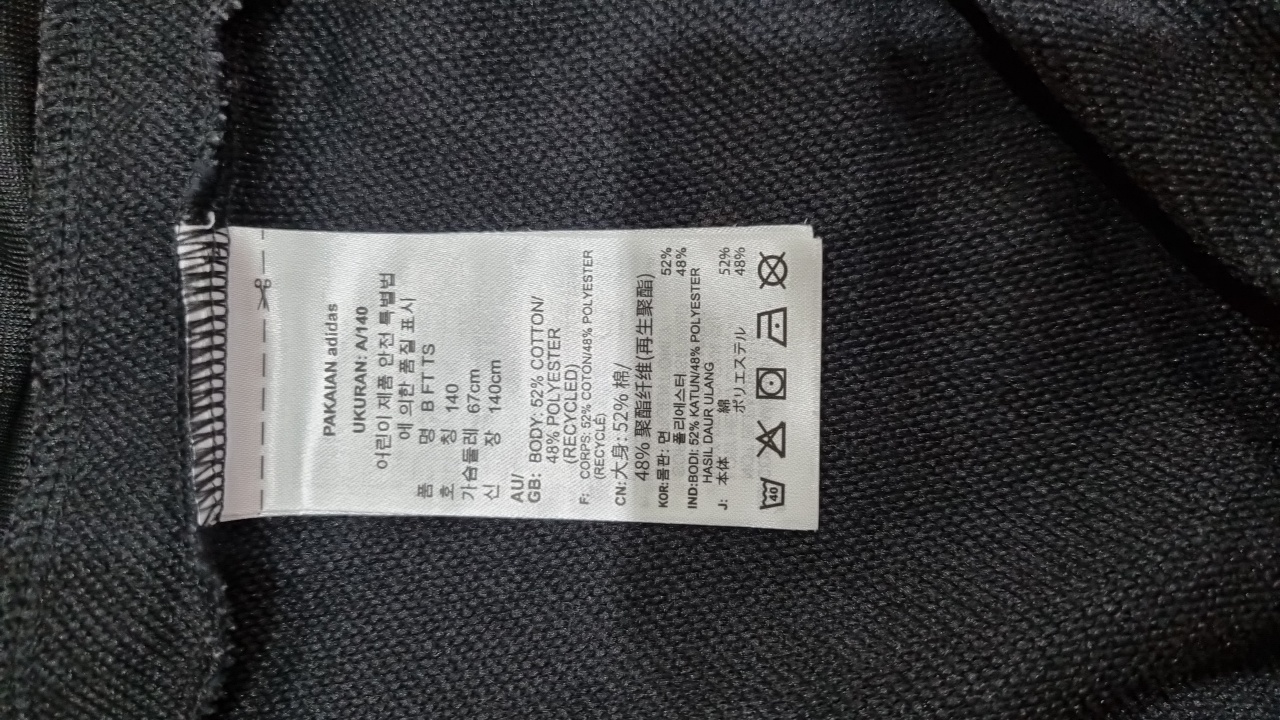 PAKAIAN adidas
UKURAN: A/140
어린이 제품 안전 특별법
에 의한 품질 표시
품 명 B FT TS
호 칭 140
가슴둘레 67cm
신 장 140cm
AU/
GB: BODY: 52% COTTON/
48% POLYESTER
(RECYCLED)
F: CORPS: 52% COTON/48% POLYESTER
(RECYCLÉ)
CN:大身: 52% 棉/
48% 聚酯纤维(再生聚酯)
KOR:몸판: 면 52%
폴리에스터 48%
IND:BODI: 52% KATUN/48% POLYESTER
HASIL DAUR ULANG
J: 本体 綿 52%
ポリエステル 48%
40